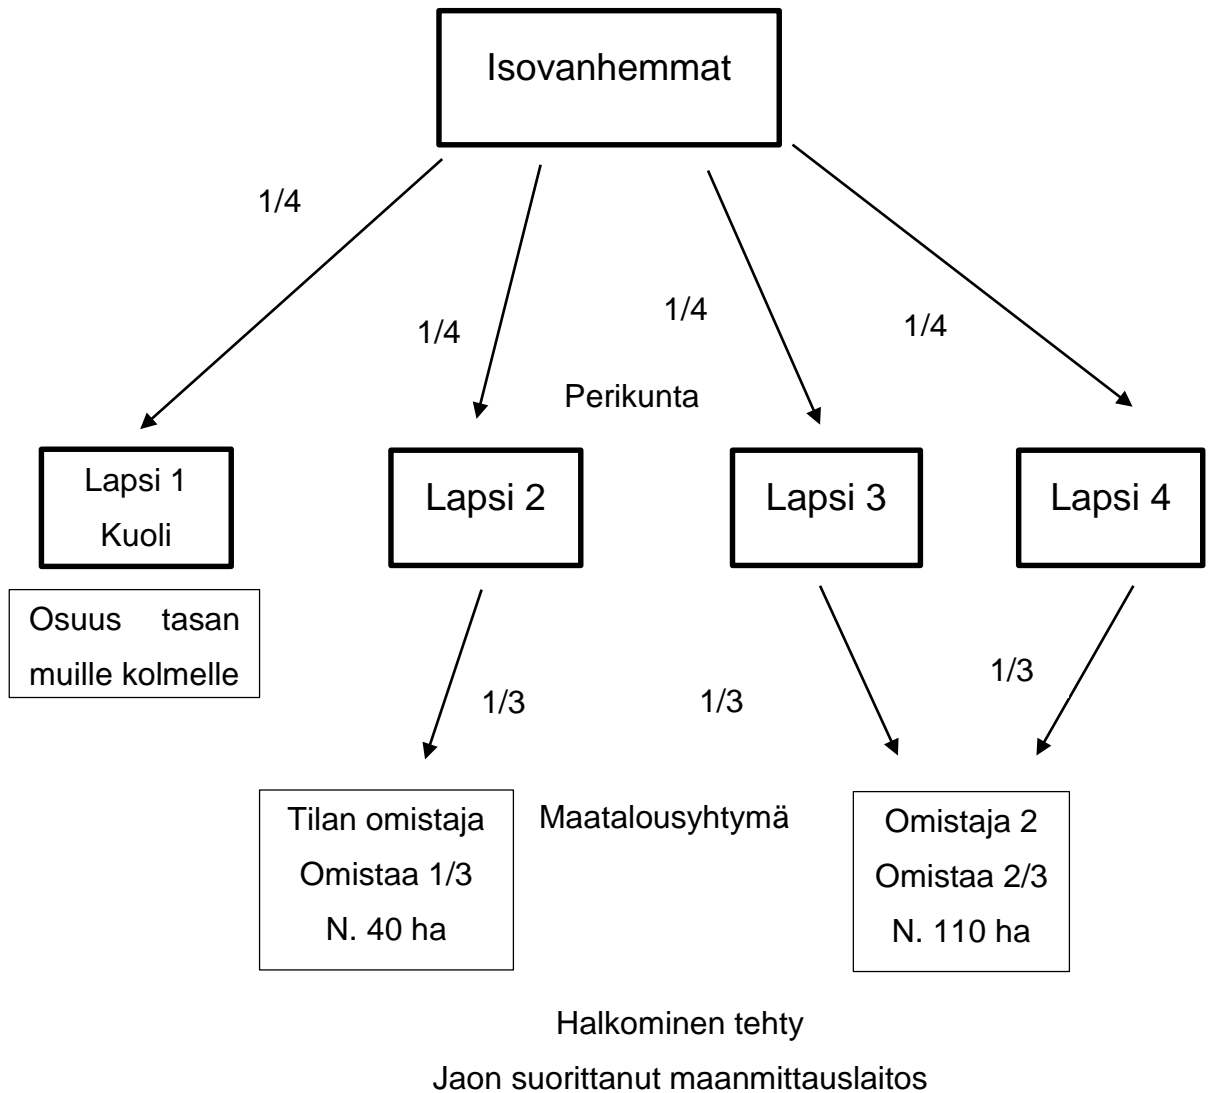 Isovanhemmat
1/4
1/4
1/4
1/4
Perikunta
Lapsi 1
Kuoli
Lapsi 2
Lapsi 3
Lapsi 4
Osuus tasan
muille kolmelle
1/3
1/3
1/3
Tilan omistaja
Omistaa 1/3
N. 40 ha
Maatalousyhtymä
Omistaja 2
Omistaa 2/3
N. 110 ha
Halkominen tehty
Jaon suorittanut maanmittauslaitos